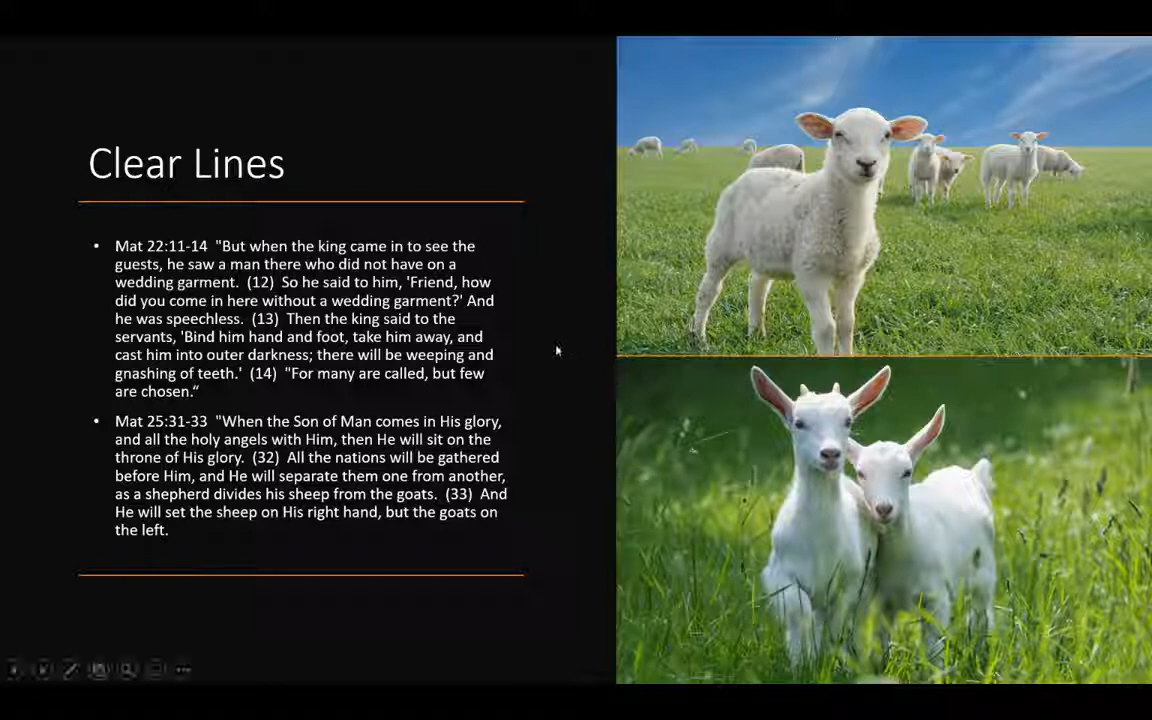 Clear Lines
• Mat 22:11-14  "But when the king came in to see the
guests, he saw a man there who did not have on a
wedding garment.  (12)  So he said to him, 'Friend, how
did you come in here without a wedding garment?' And
he was speechless.  (13)  Then the king said to the
servants, 'Bind him hand and foot, take him away, and
cast him into outer darkness; there will be weeping and
gnashing of teeth.'  (14)  "For many are called, but few
are chosen.“
• Mat 25:31-33  "When the Son of Man comes in His glory,
and all the holy angels with Him, then He will sit on the
throne of His glory.  (32)  All the nations will be gathered
before Him, and He will separate them one from another,
as a shepherd divides his sheep from the goats.  (33)  And
He will set the sheep on His right hand, but the goats on
the left.